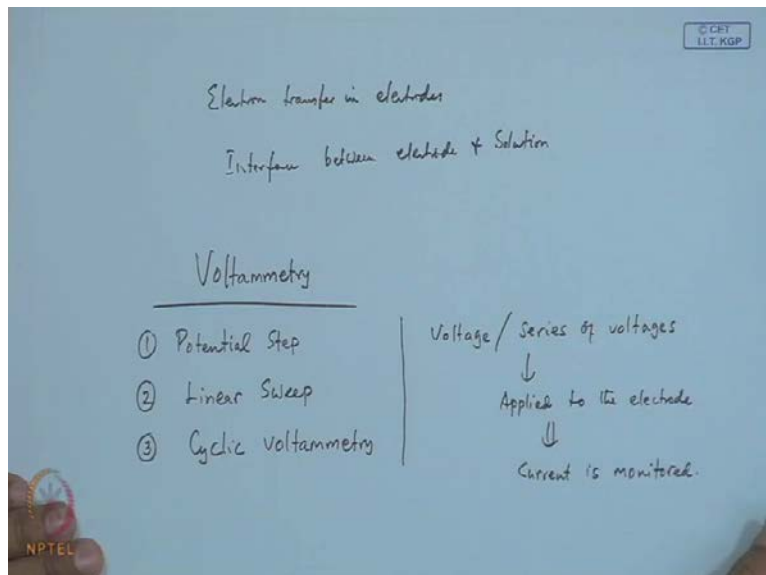 © CET
I.I.T. KGP
Electron transfer in electrodes
Interface between electrode & Solution
Voltammetry
① Potential Step
② Linear Sweep
③ Cyclic voltammetry
Voltage / Series of voltages
↓
Applied to the electrode
⇓
Current is monitored.
NPTEL